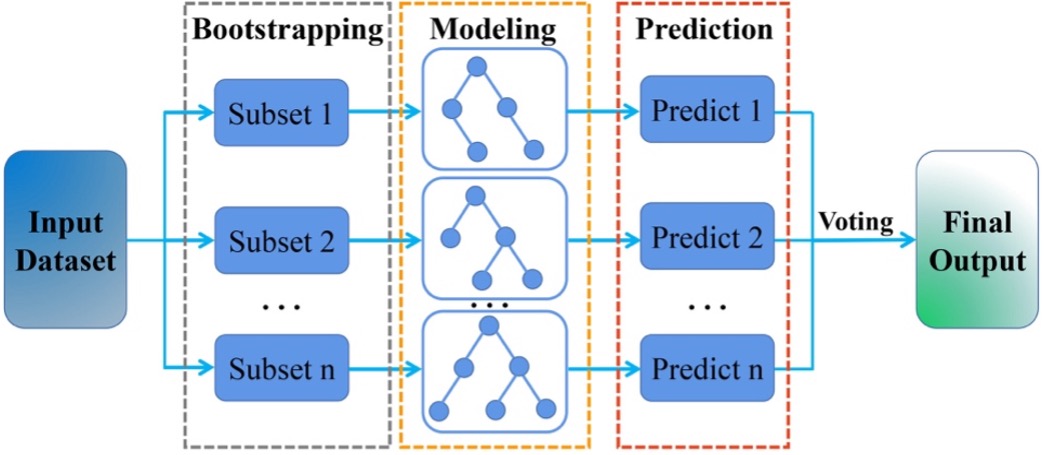 Bootstrapping
Modeling
Prediction
Input
Dataset
Subset 1
Subset 2
...
Subset n
...
Predict 1
Predict 2
...
Predict n
Voting
Final
Output